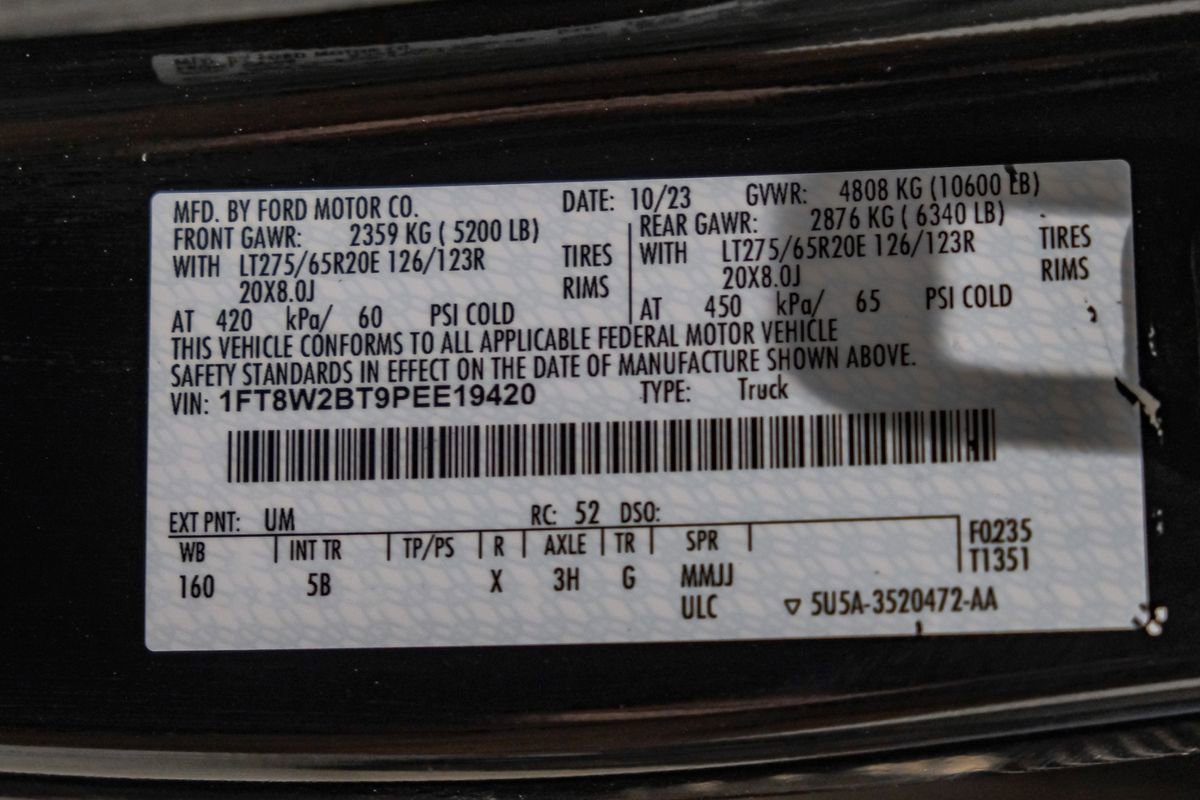 MFD. BY FORD MOTOR CO. DATE: 10/23 GVWR: 4808 KG (10600 LB)
FRONT GAWR: 2359 KG ( 5200 LB) REAR GAWR: 2876 KG ( 6340 LB)
WITH LT275/65R20E 126/123R TIRES WITH LT275/65R20E 126/123R TIRES
20X8.0J RIMS 20X8.0J RIMS
AT 420 kPa/ 60 PSI COLD AT 450 kPa/ 65 PSI COLD
THIS VEHICLE CONFORMS TO ALL APPLICABLE FEDERAL MOTOR VEHICLE
SAFETY STANDARDS IN EFFECT ON THE DATE OF MANUFACTURE SHOWN ABOVE.
VIN: 1FT8W2BT9PEE19420 TYPE: Truck
EXT PNT: UM RC: 52 DSO:
WB INT TR TP/PS R AXLE TR SPR F0235
160 5B X 3H G MMJJ T1351
ULC ▽ 5U5A-3520472-AA